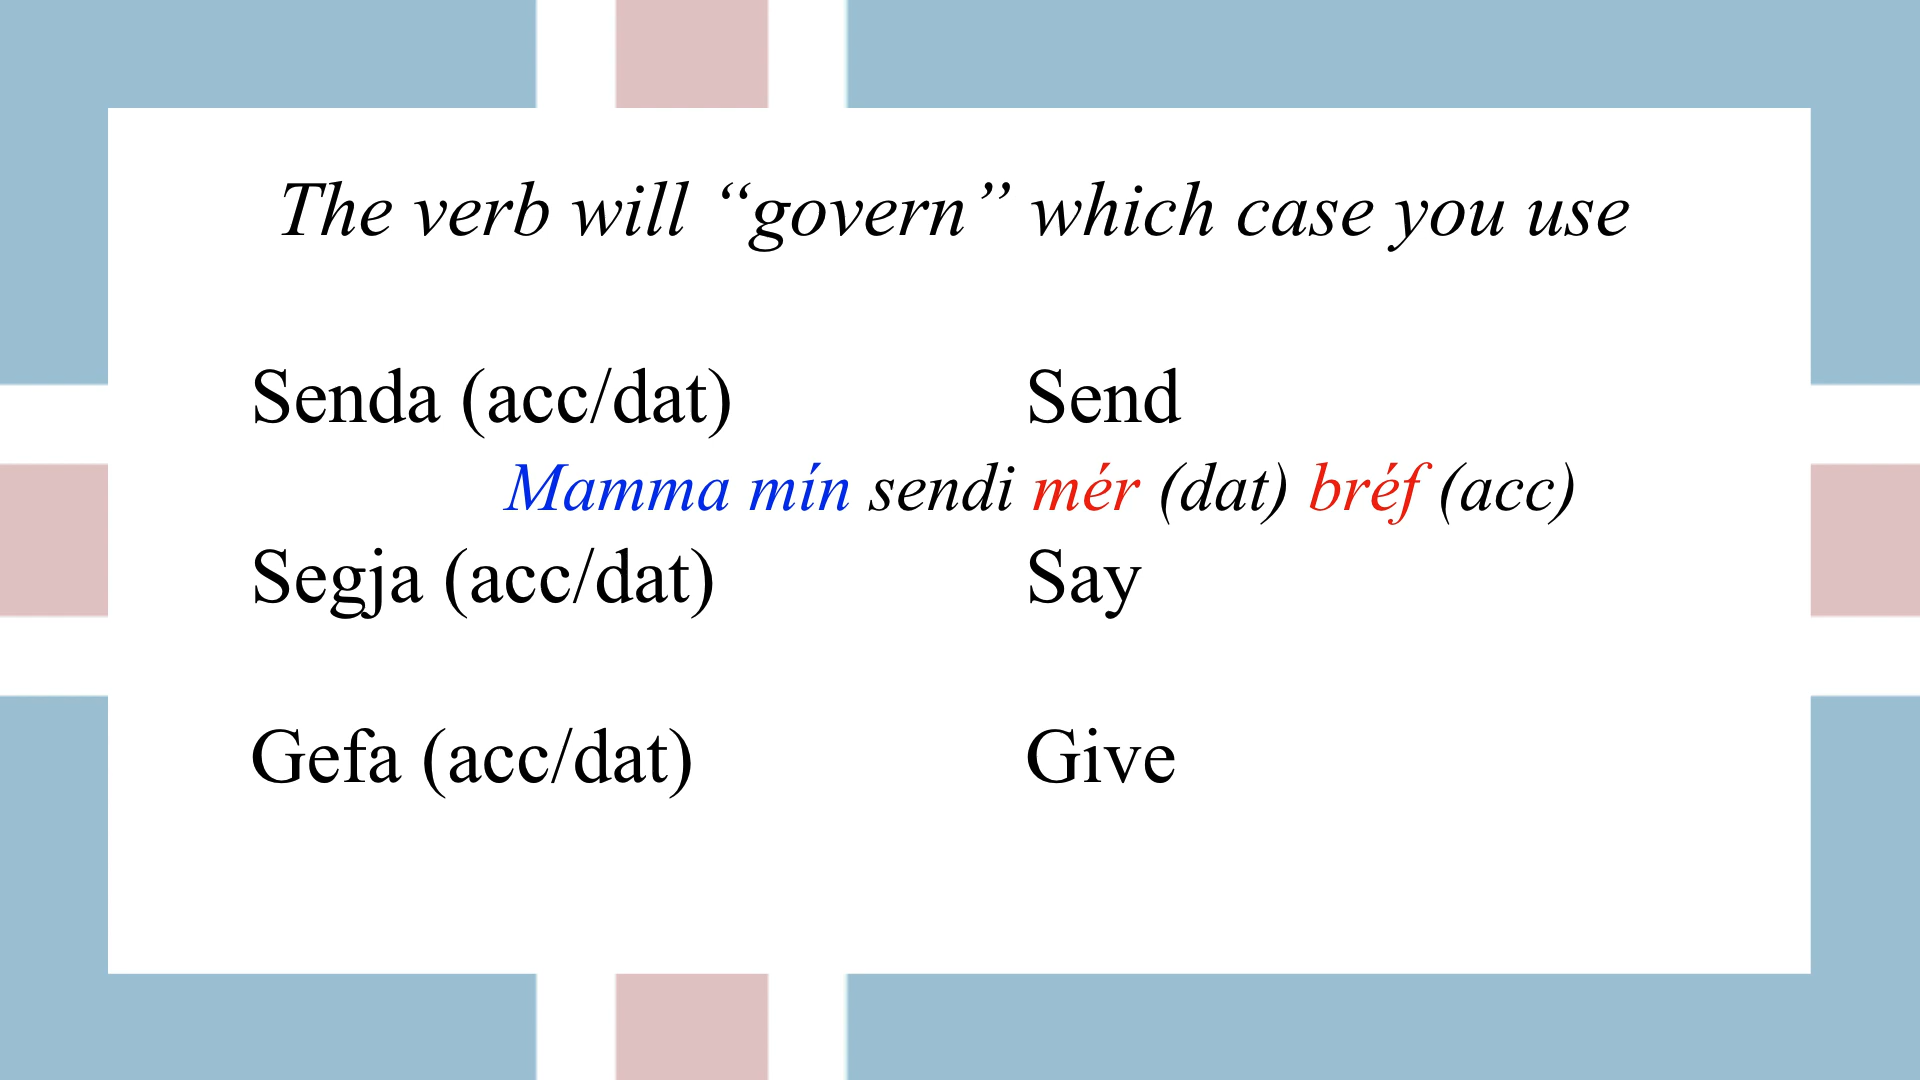 The verb will “govern” which case you use
Senda (acc/dat) Send
Mamma mín sendi mér (dat) bréf (acc)
Segja (acc/dat) Say
Gefa (acc/dat) Give